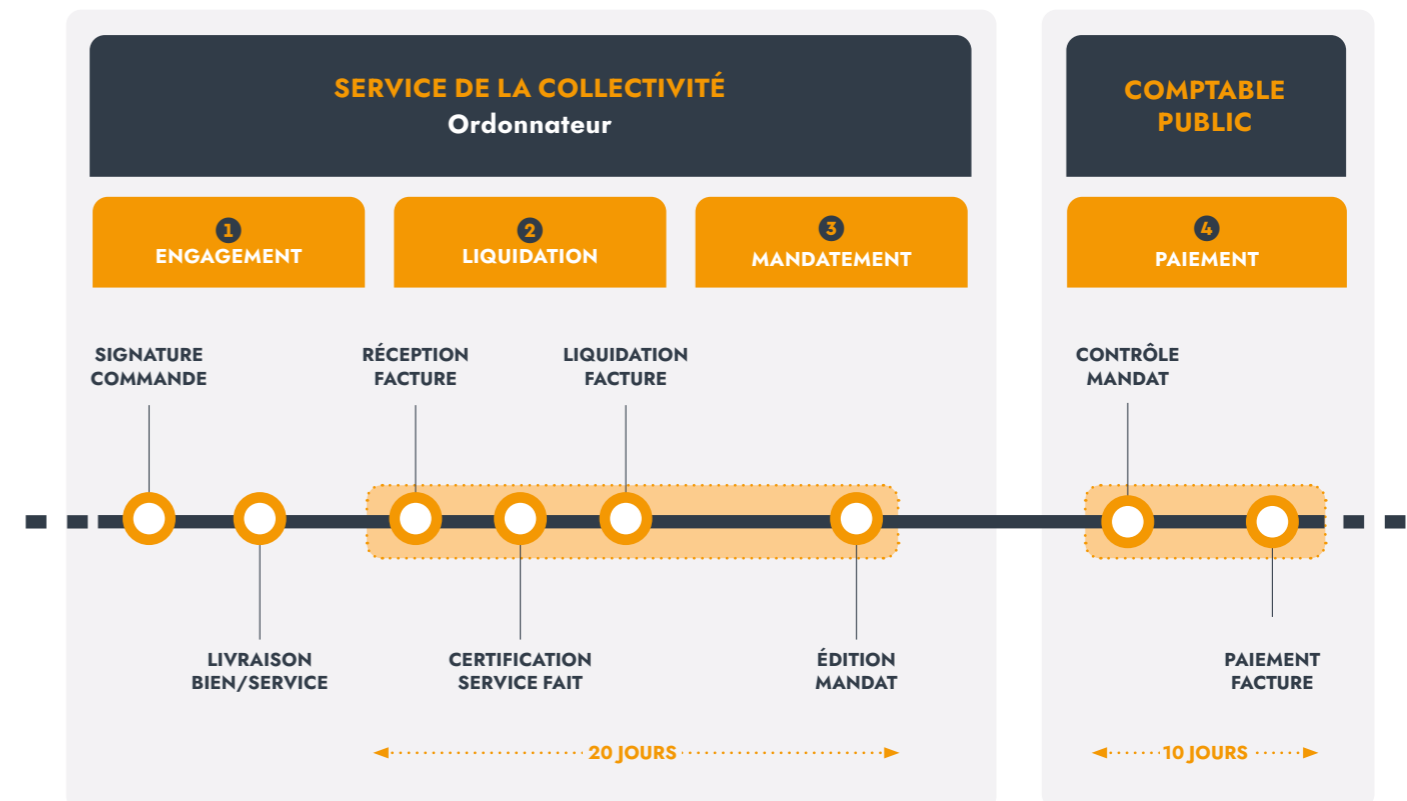 SERVICE DE LA COLLECTIVITÉ
Ordonnateur
COMPTABLE
PUBLIC
1
ENGAGEMENT
2
LIQUIDATION
3
MANDATEMENT
4
PAIEMENT
SIGNATURE
COMMANDE
RÉCEPTION
FACTURE
LIQUIDATION
FACTURE
CONTRÔLE
MANDAT
LIVRAISON
BIEN/SERVICE
CERTIFICATION
SERVICE FAIT
ÉDITION
MANDAT
PAIEMENT
FACTURE
20 JOURS
10 JOURS